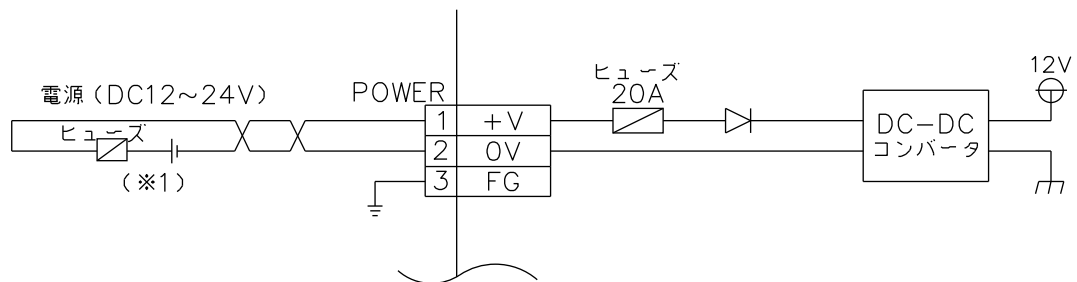 電源（DC12～24V）
ヒューズ
（※1）
POWER
1 +V
2 0V
3 FG
ヒューズ
20A
DC－DC
コンバータ
12V